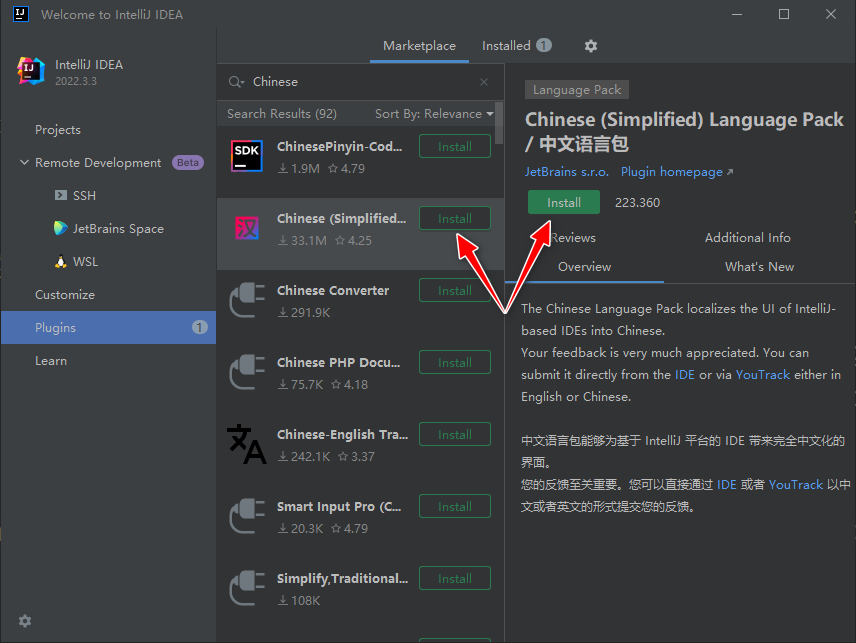 IJ
Welcome to IntelliJ IDEA
IJ
IntelliJ IDEA
2022.3.3
Projects
Remote Development Beta
SSH
JetBrains Space
WSL
Customize
Plugins 1
Learn
Marketplace Installed 1
Chinese
Search Results (92) Sort By: Relevance
SDK
ChinesePinyin-Cod... Install
1.9M 4.79
汉
Chinese (Simplified... Install
33.1M 4.25
Chinese Converter Install
291.9K
Chinese PHP Docu... Install
75.7K 4.18
文A
Chinese-English Tra... Install
242.1K 3.37
Smart Input Pro (C... Install
20.3K 4.79
Simplify,Traditional... Install
108K
Language Pack
Chinese (Simplified) Language Pack
/ 中文语言包
JetBrains s.r.o. Plugin homepage
Install 223.360
Reviews Additional Info
Overview What's New
The Chinese Language Pack localizes the UI of IntelliJ-
based IDEs into Chinese.
Your feedback is very much appreciated. You can
submit it directly from the IDE or via YouTrack either in
English or Chinese.
中文语言包能够为基于 IntelliJ 平台的 IDE 带来完全中文化的
界面。
您的反馈至关重要。您可以直接通过 IDE 或者 YouTrack 以中
文或者英文的形式提交您的反馈。